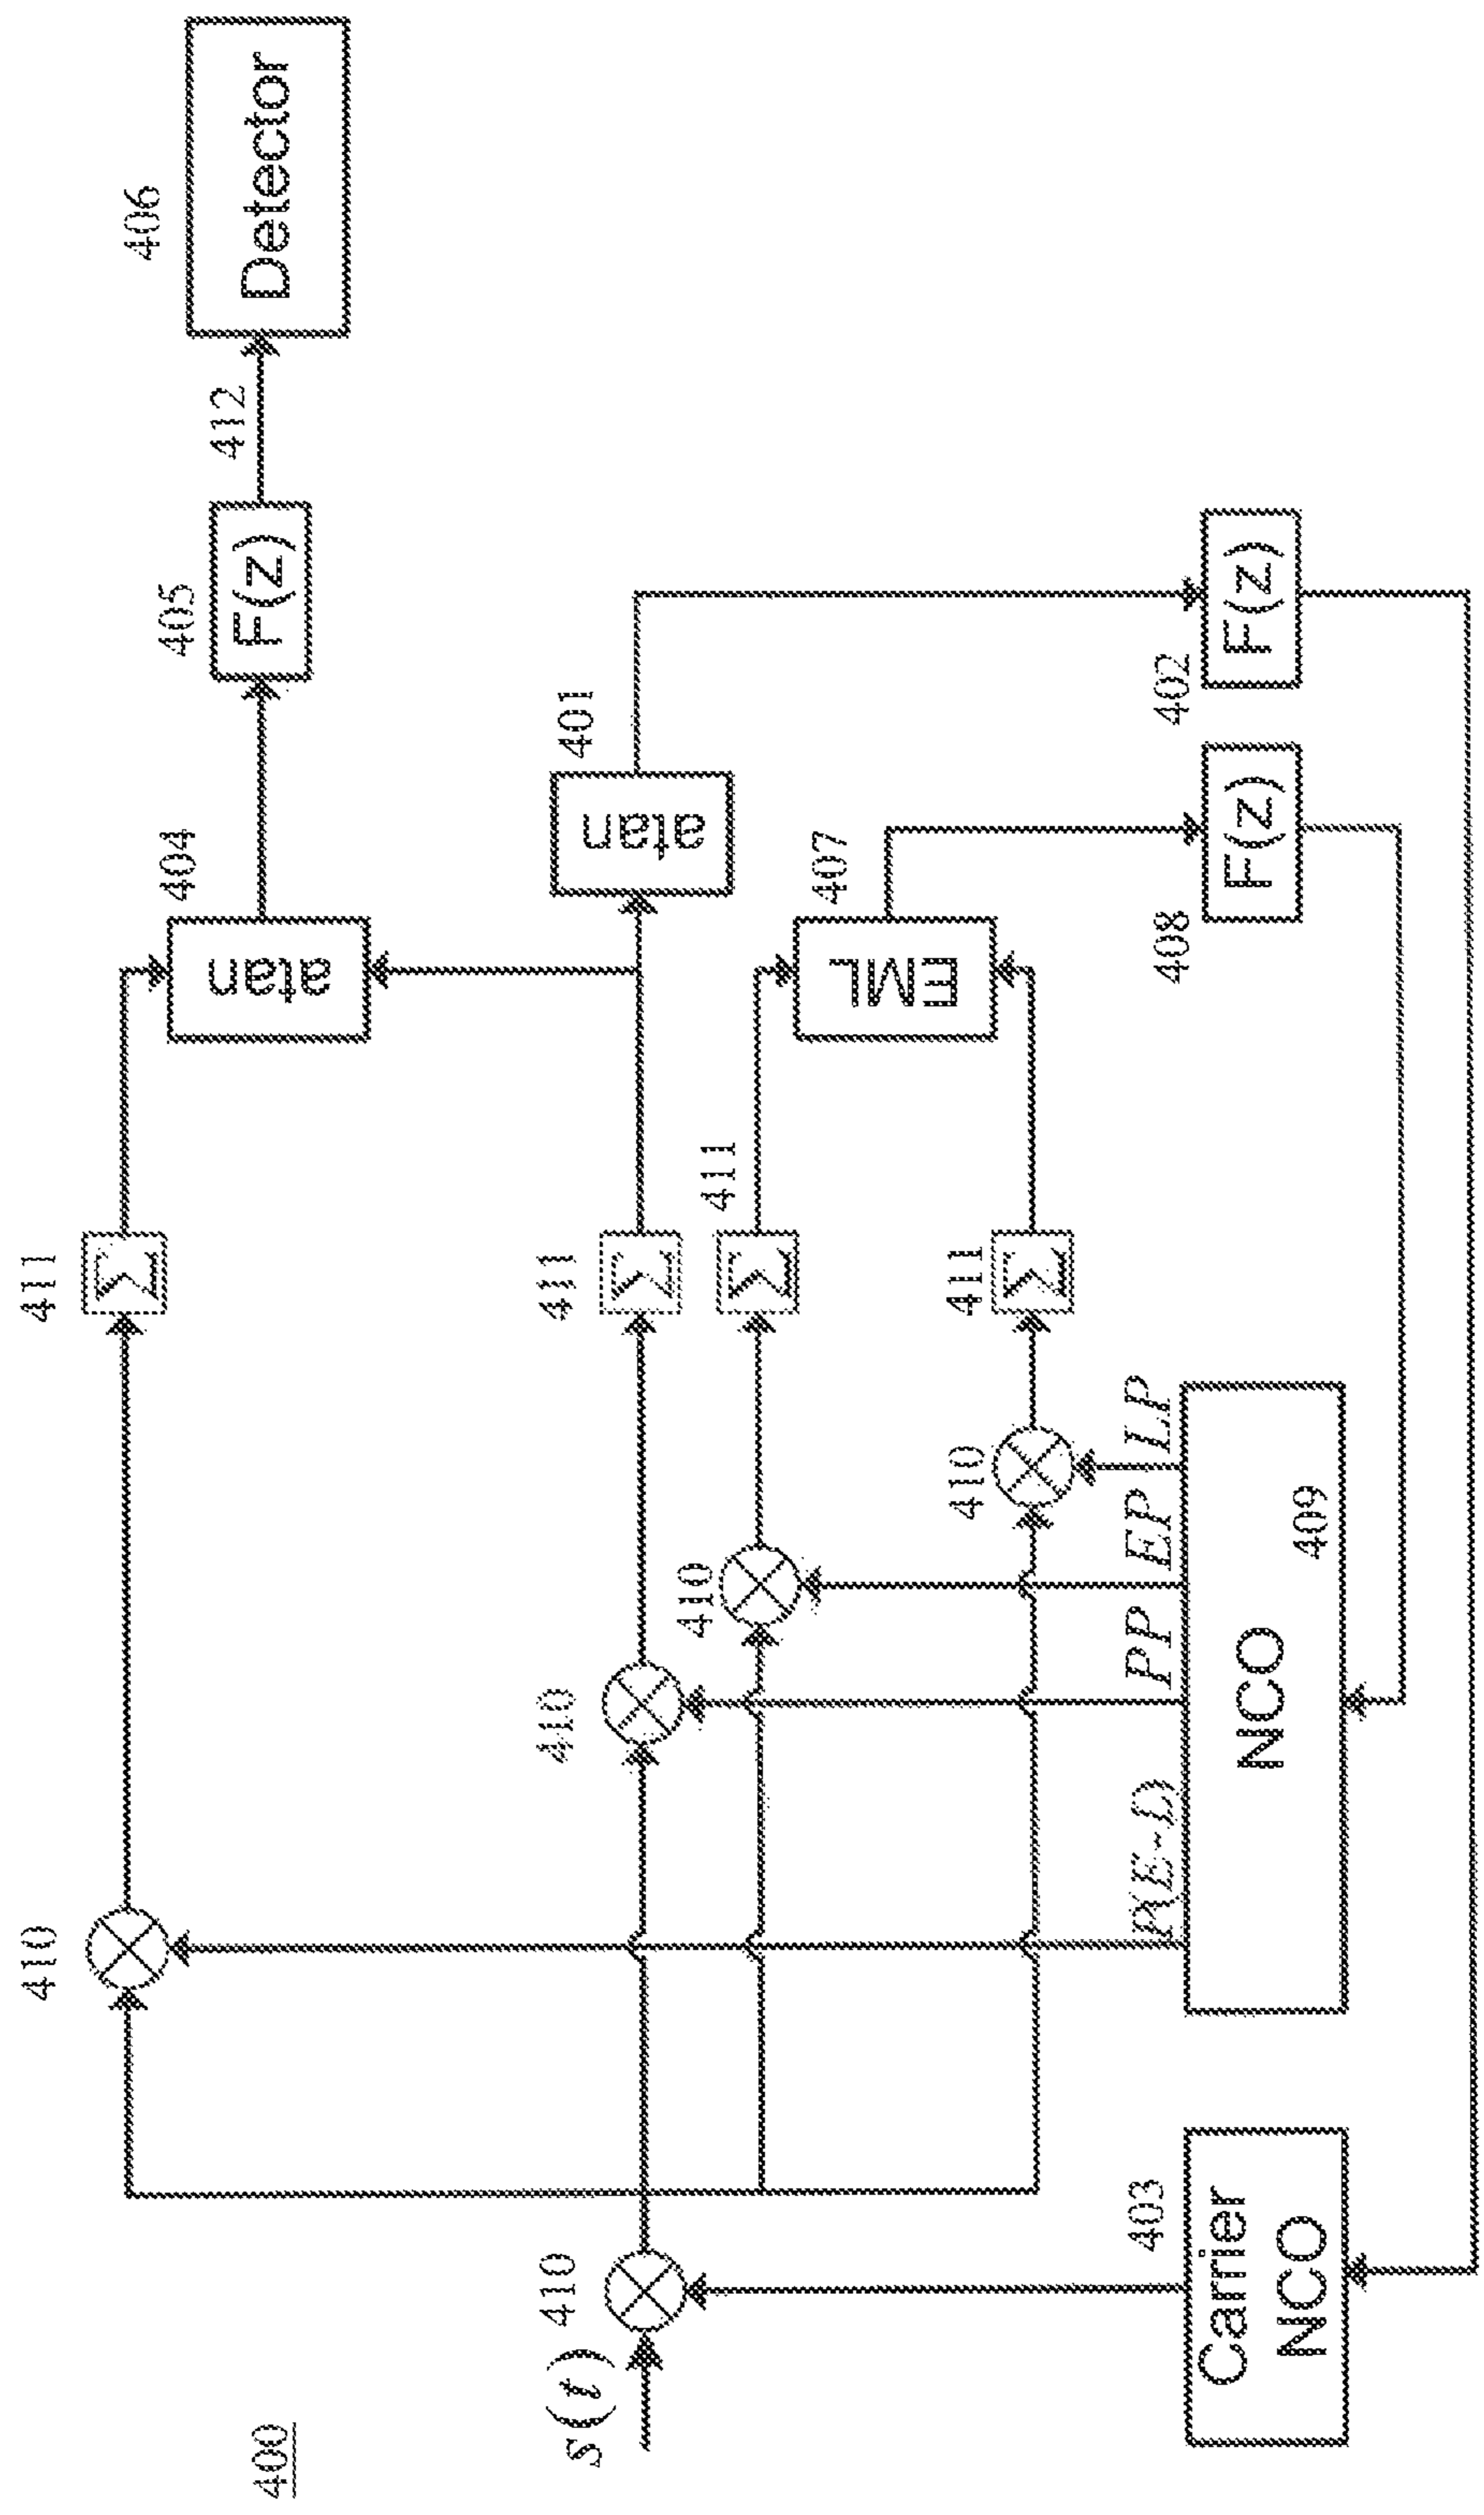 400
s(t)
410
Carrier
NCO
403
410
410
410
410
P(E-L)
PP
EP
LP
NCO
409
411
Σ
411
Σ
411
Σ
411
Σ
404
atan
401
atan
407
EML
408
F(z)
402
F(z)
405
F(z)
412
406
Detector